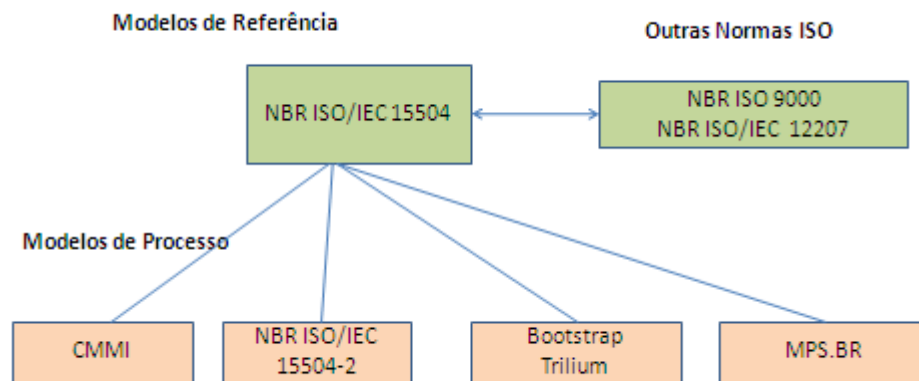 Modelos de Referência
Outras Normas ISO
NBR ISO/IEC 15504
NBR ISO 9000
NBR ISO/IEC 12207
Modelos de Processo
CMMI
NBR ISO/IEC
15504-2
Bootstrap
Trilium
MPS.BR